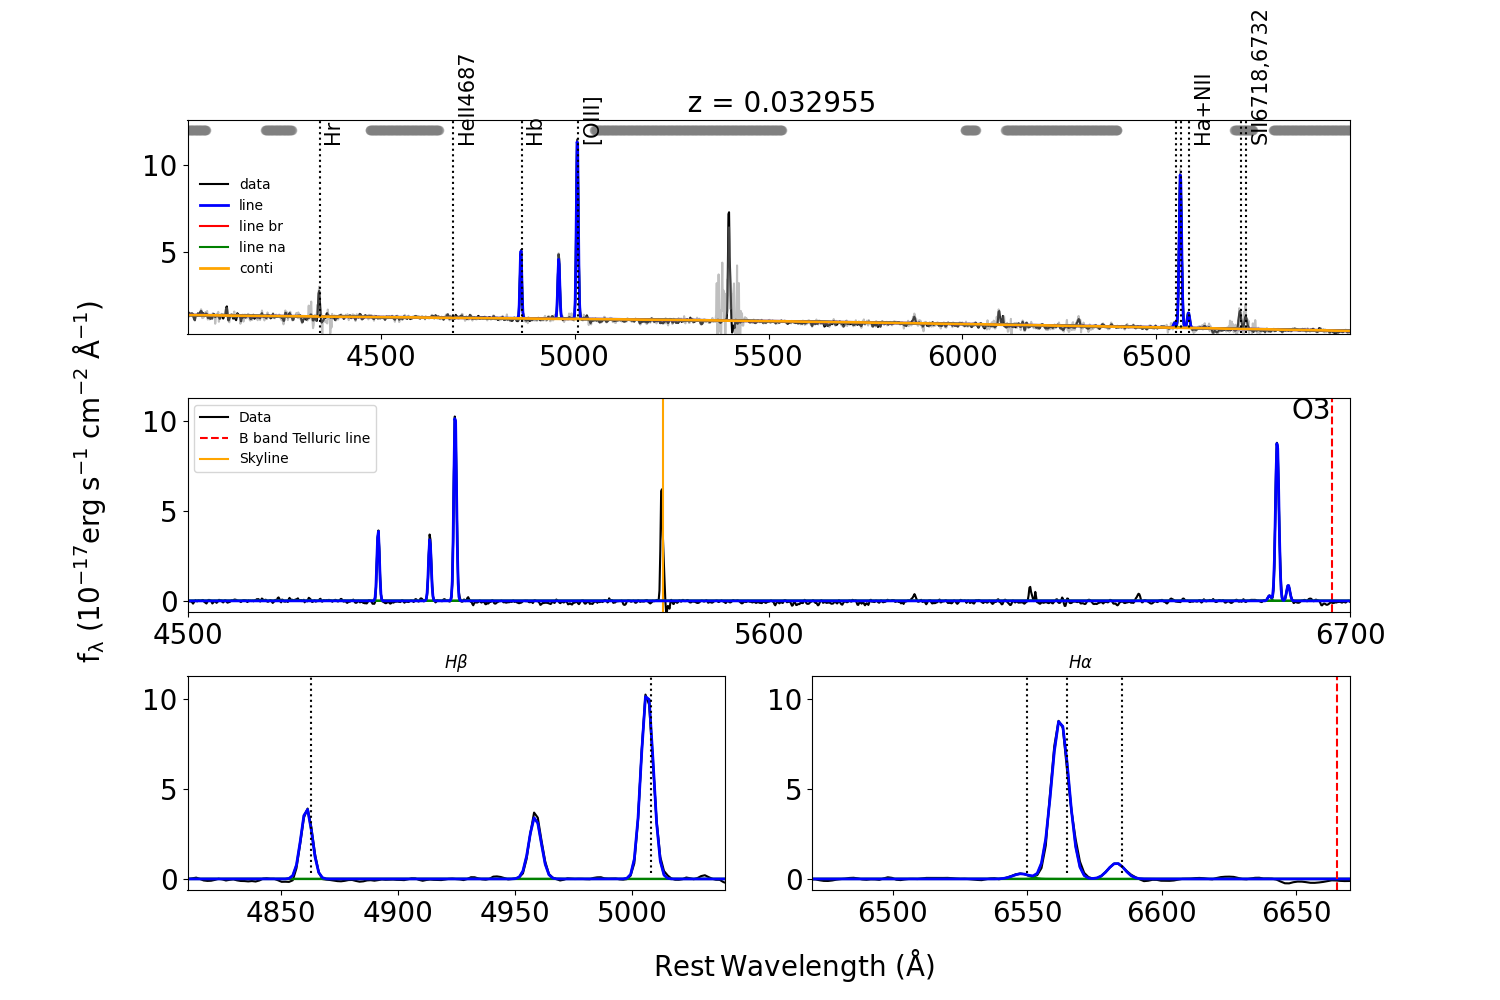 z = 0.032955
Hr
HeII4687
Hb
[OIII]
Ha+NII
SII6718,6732
10
5
data
line
line br
line na
conti
4500 5000 5500 6000 6500
O3
10
5
0
Data
B band Telluric line
Skyline
4500 5600 6700
fλ (10−17erg s−1 cm−2 Å−1)
Hβ
10
5
0
4850 4900 4950 5000
Hα
10
5
0
6500 6550 6600 6650
Rest Wavelength (Å)